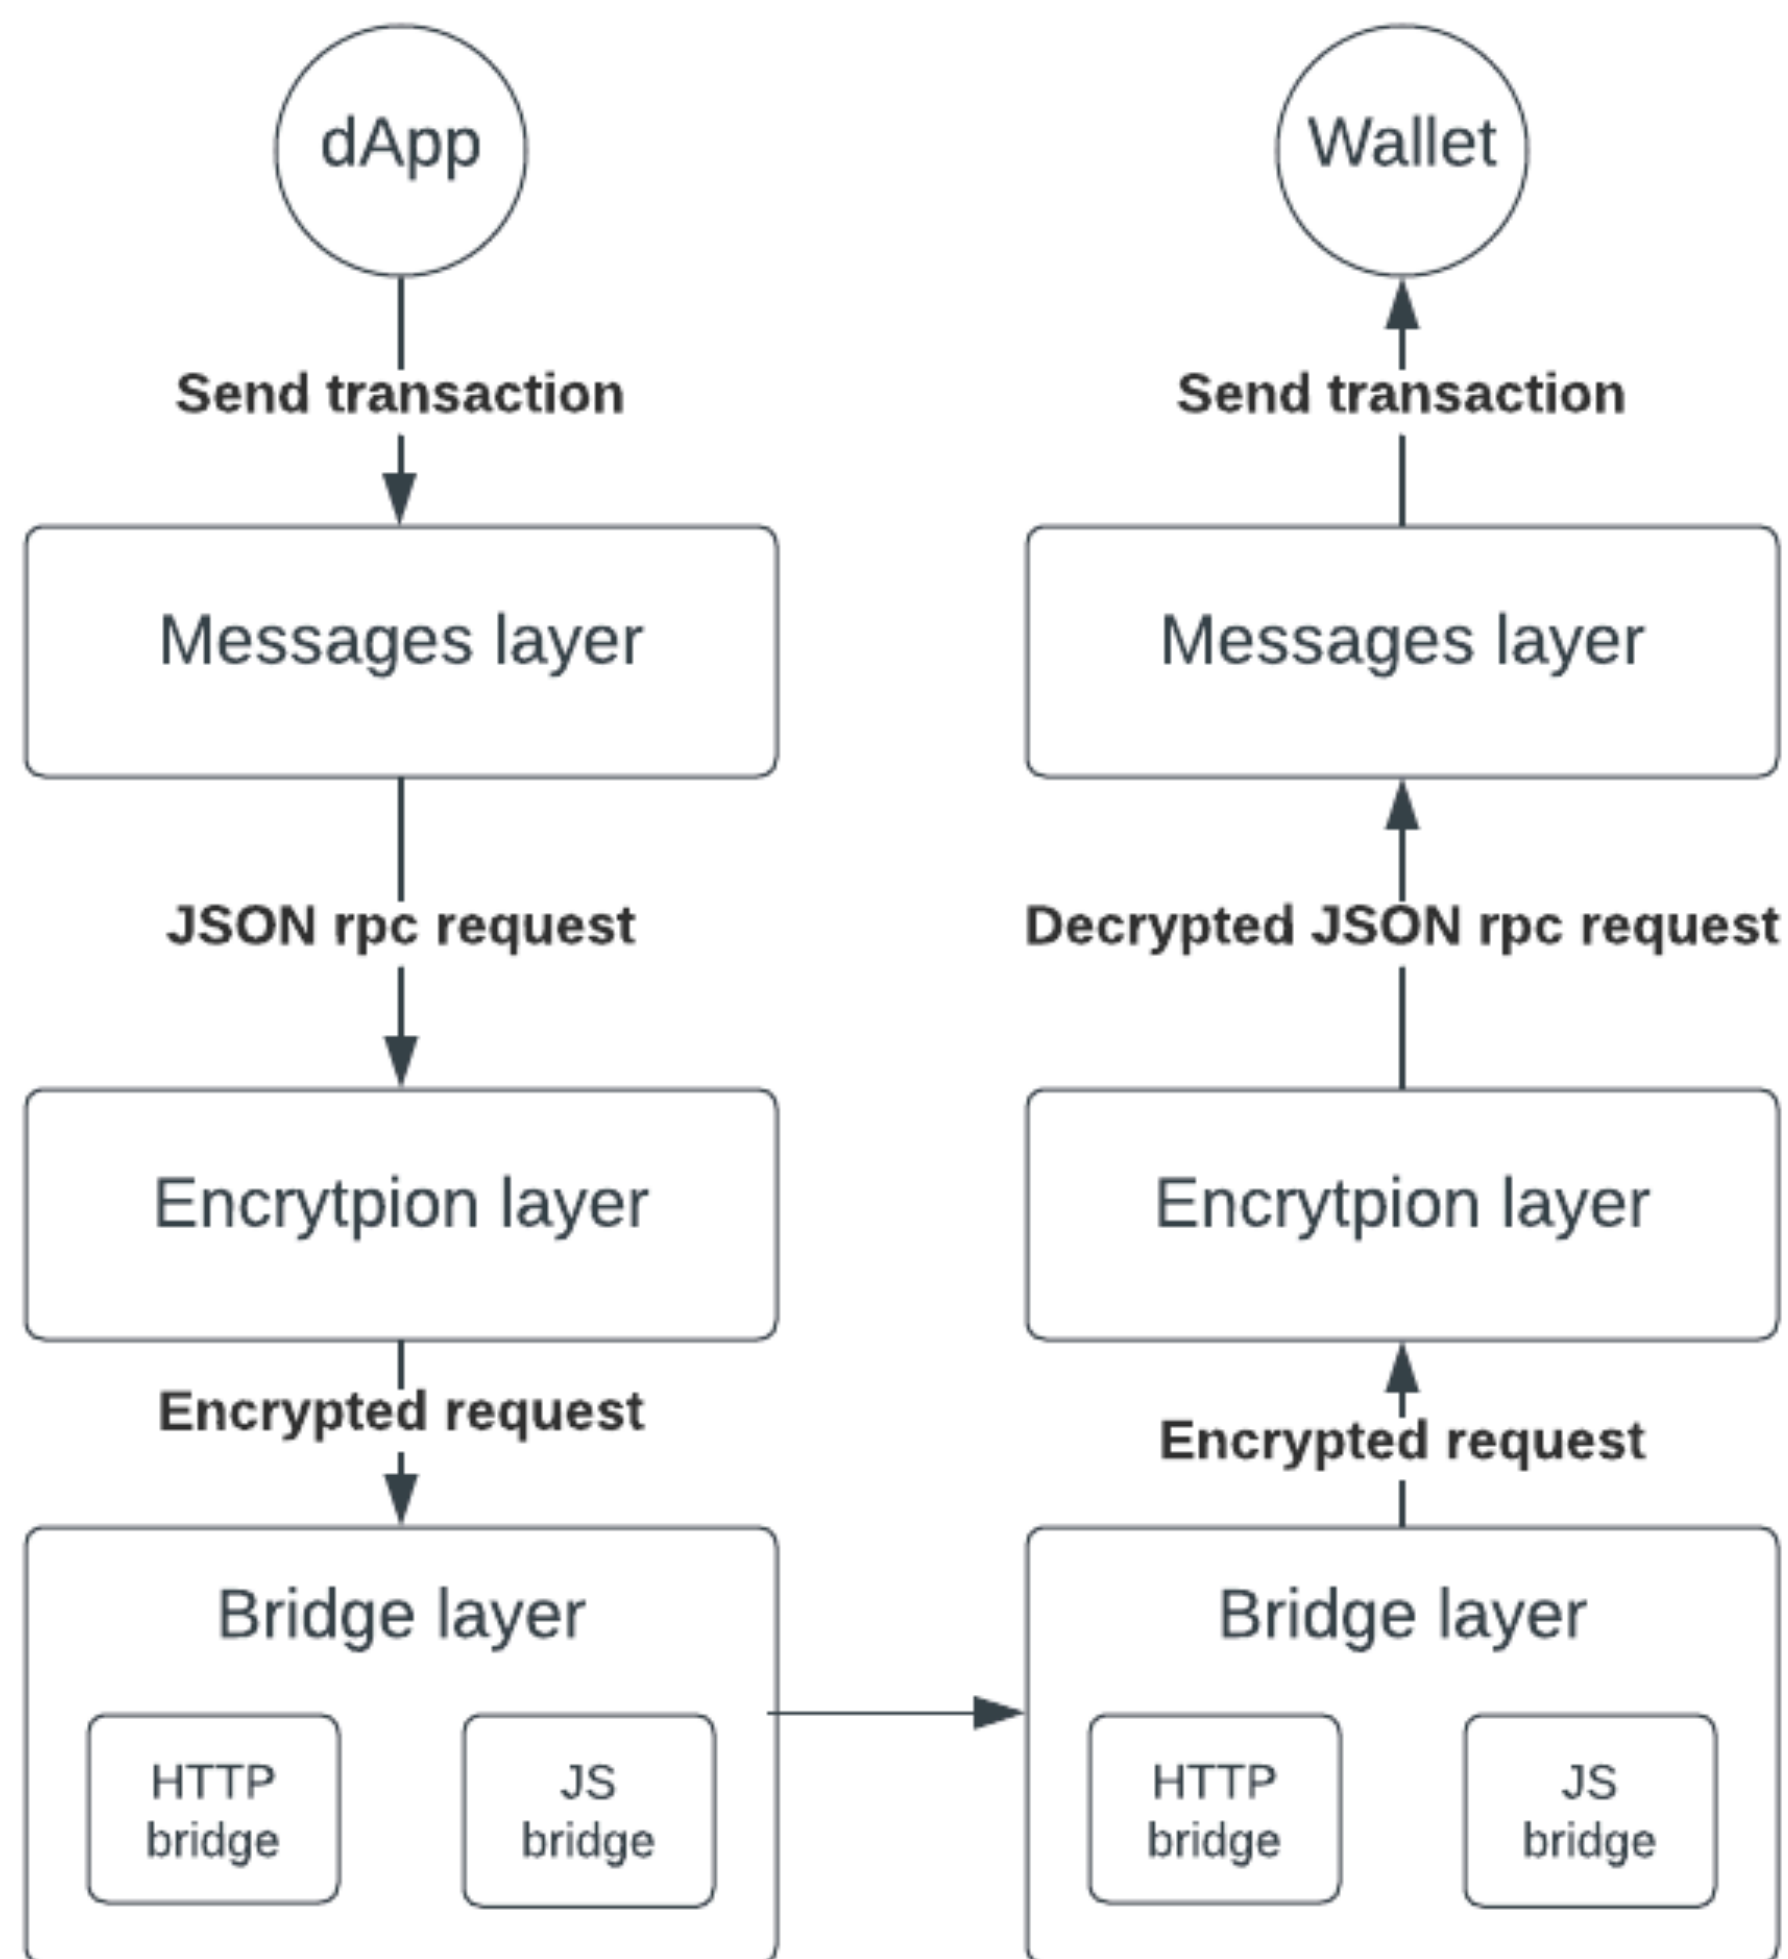 dApp
Wallet
Send transaction
Send transaction
Messages layer
Messages layer
JSON rpc request
Decrypted JSON rpc request
Encrytpion layer
Encrytpion layer
Encrypted request
Encrypted request
Bridge layer
Bridge layer
HTTP
bridge
JS
bridge
HTTP
bridge
JS
bridge